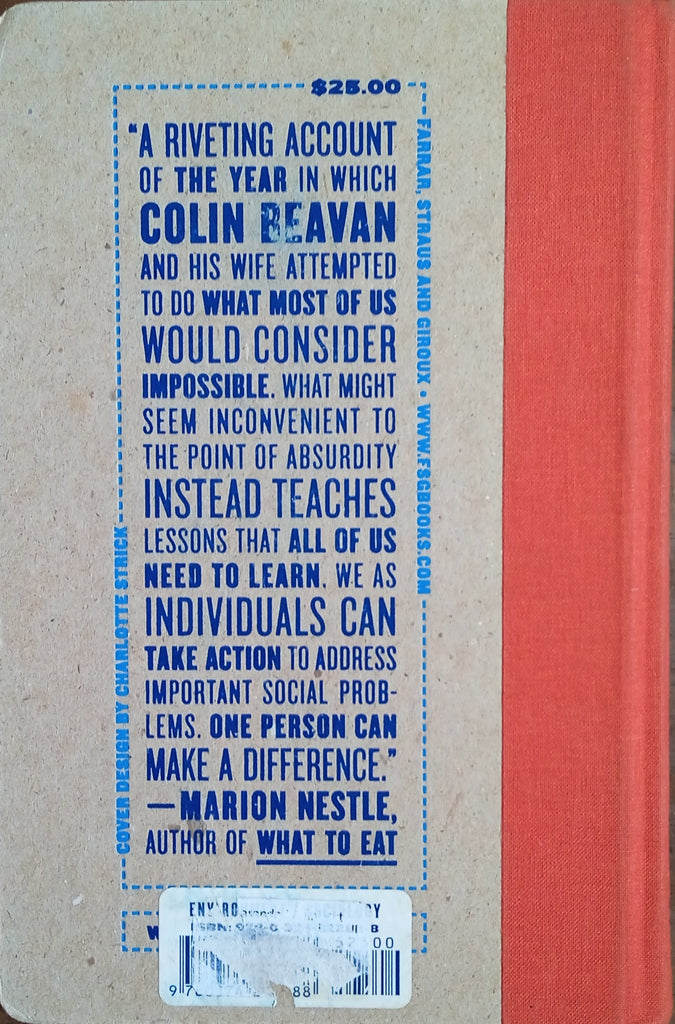 $25.00
"A RIVETING ACCOUNT
OF THE YEAR IN WHICH
COLIN BEAVAN
AND HIS WIFE ATTEMPTED
TO DO WHAT MOST OF US
WOULD CONSIDER
IMPOSSIBLE. WHAT MIGHT
SEEM INCONVENIENT TO
THE POINT OF ABSURDITY
INSTEAD TEACHES
LESSONS THAT ALL OF US
NEED TO LEARN. WE AS
INDIVIDUALS CAN
TAKE ACTION TO ADDRESS
IMPORTANT SOCIAL PROB-
LEMS. ONE PERSON CAN
MAKE A DIFFERENCE."
—MARION NESTLE,
AUTHOR OF WHAT TO EAT
FARRAR, STRAUS AND GIROUX • WWW.FSGBOOKS.COM
COVER DESIGN BY CHARLOTTE STRICK